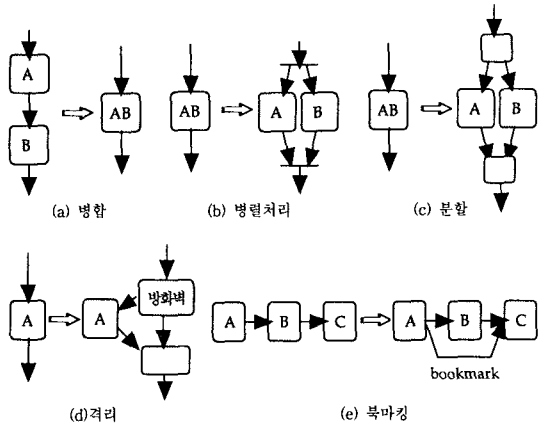 A
B
AB
(a) 병합
AB
A B
(b) 병렬처리
AB
A B
(c) 분할
A
A
방화벽
(d)격리
A B C
A B C
bookmark
(e) 북마킹